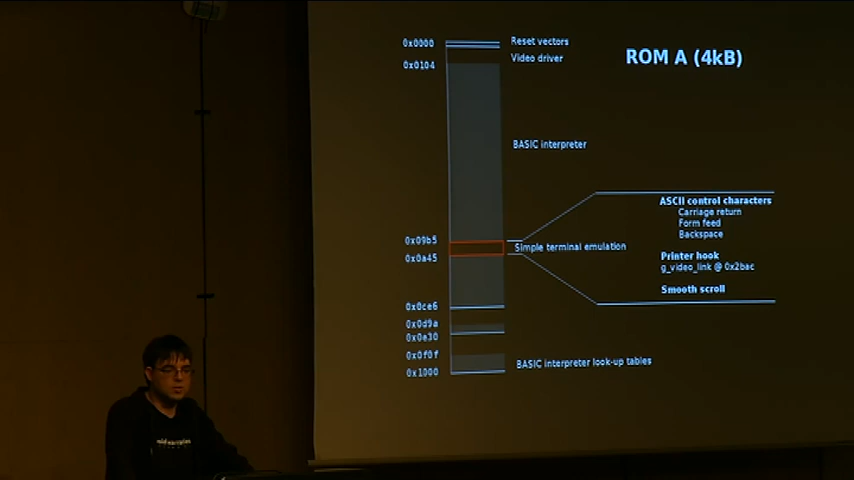 ROM A (4kB)
0x0000 Reset vectors
Video driver
0x0104
BASIC interpreter
0x09b5
Simple terminal emulation
0x0a45
ASCII control characters
Carriage return
Form feed
Backspace
Printer hook
g_video_link @ 0x2bac
Smooth scroll
0x0ce6
0x0d9a
0x0e30
0x0f0f
BASIC interpreter look-up tables
0x1000